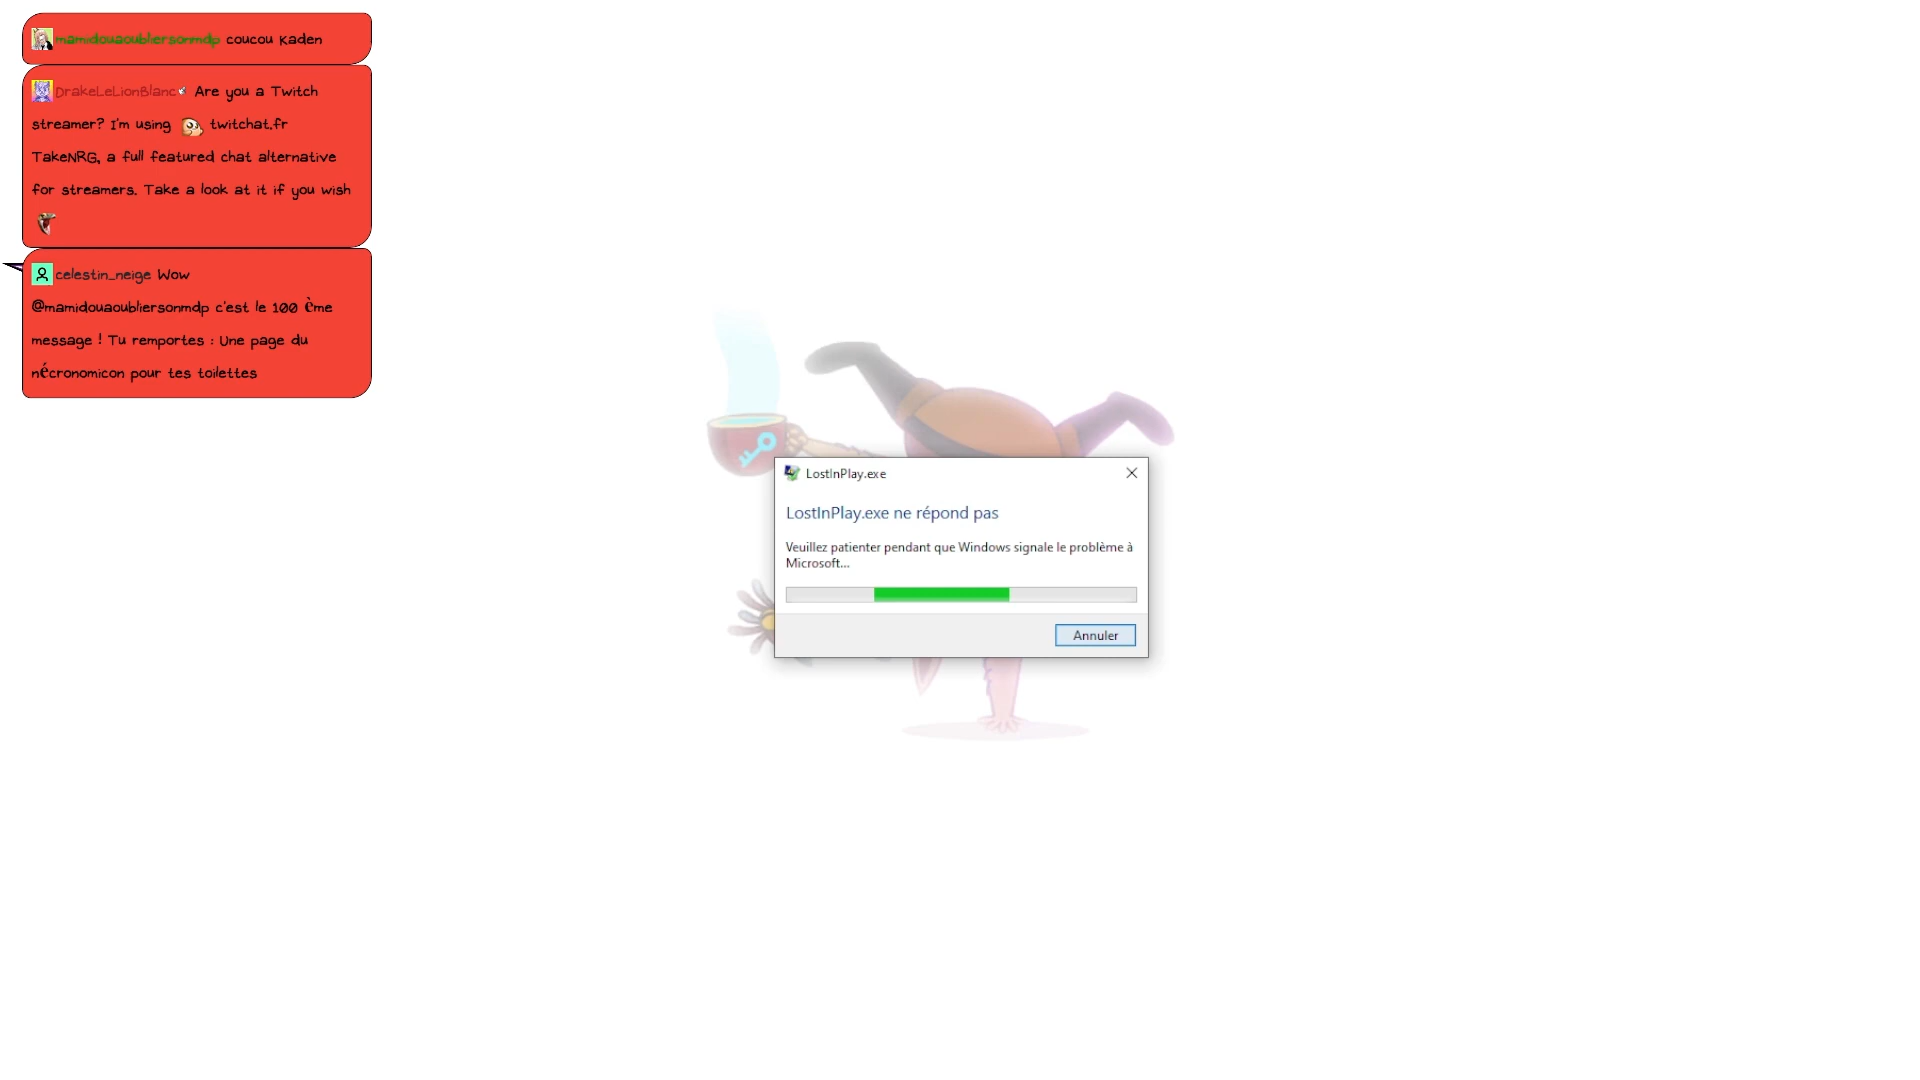 mamidouaoubliersonmdp coucou Kaden
DrakeLeLionBlanc Are you a Twitch
streamer? I'm using twitchat.fr
TakeNRG, a full featured chat alternative
for streamers. Take a look at it if you wish
celestin_neige Wow
@mamidouaoubliersonmdp c'est le 100 ème
message ! Tu remportes : Une page du
nécronomicon pour tes toilettes
LostInPlay.exe
LostInPlay.exe ne répond pas
Veuillez patienter pendant que Windows signale le problème à
Microsoft...
Annuler